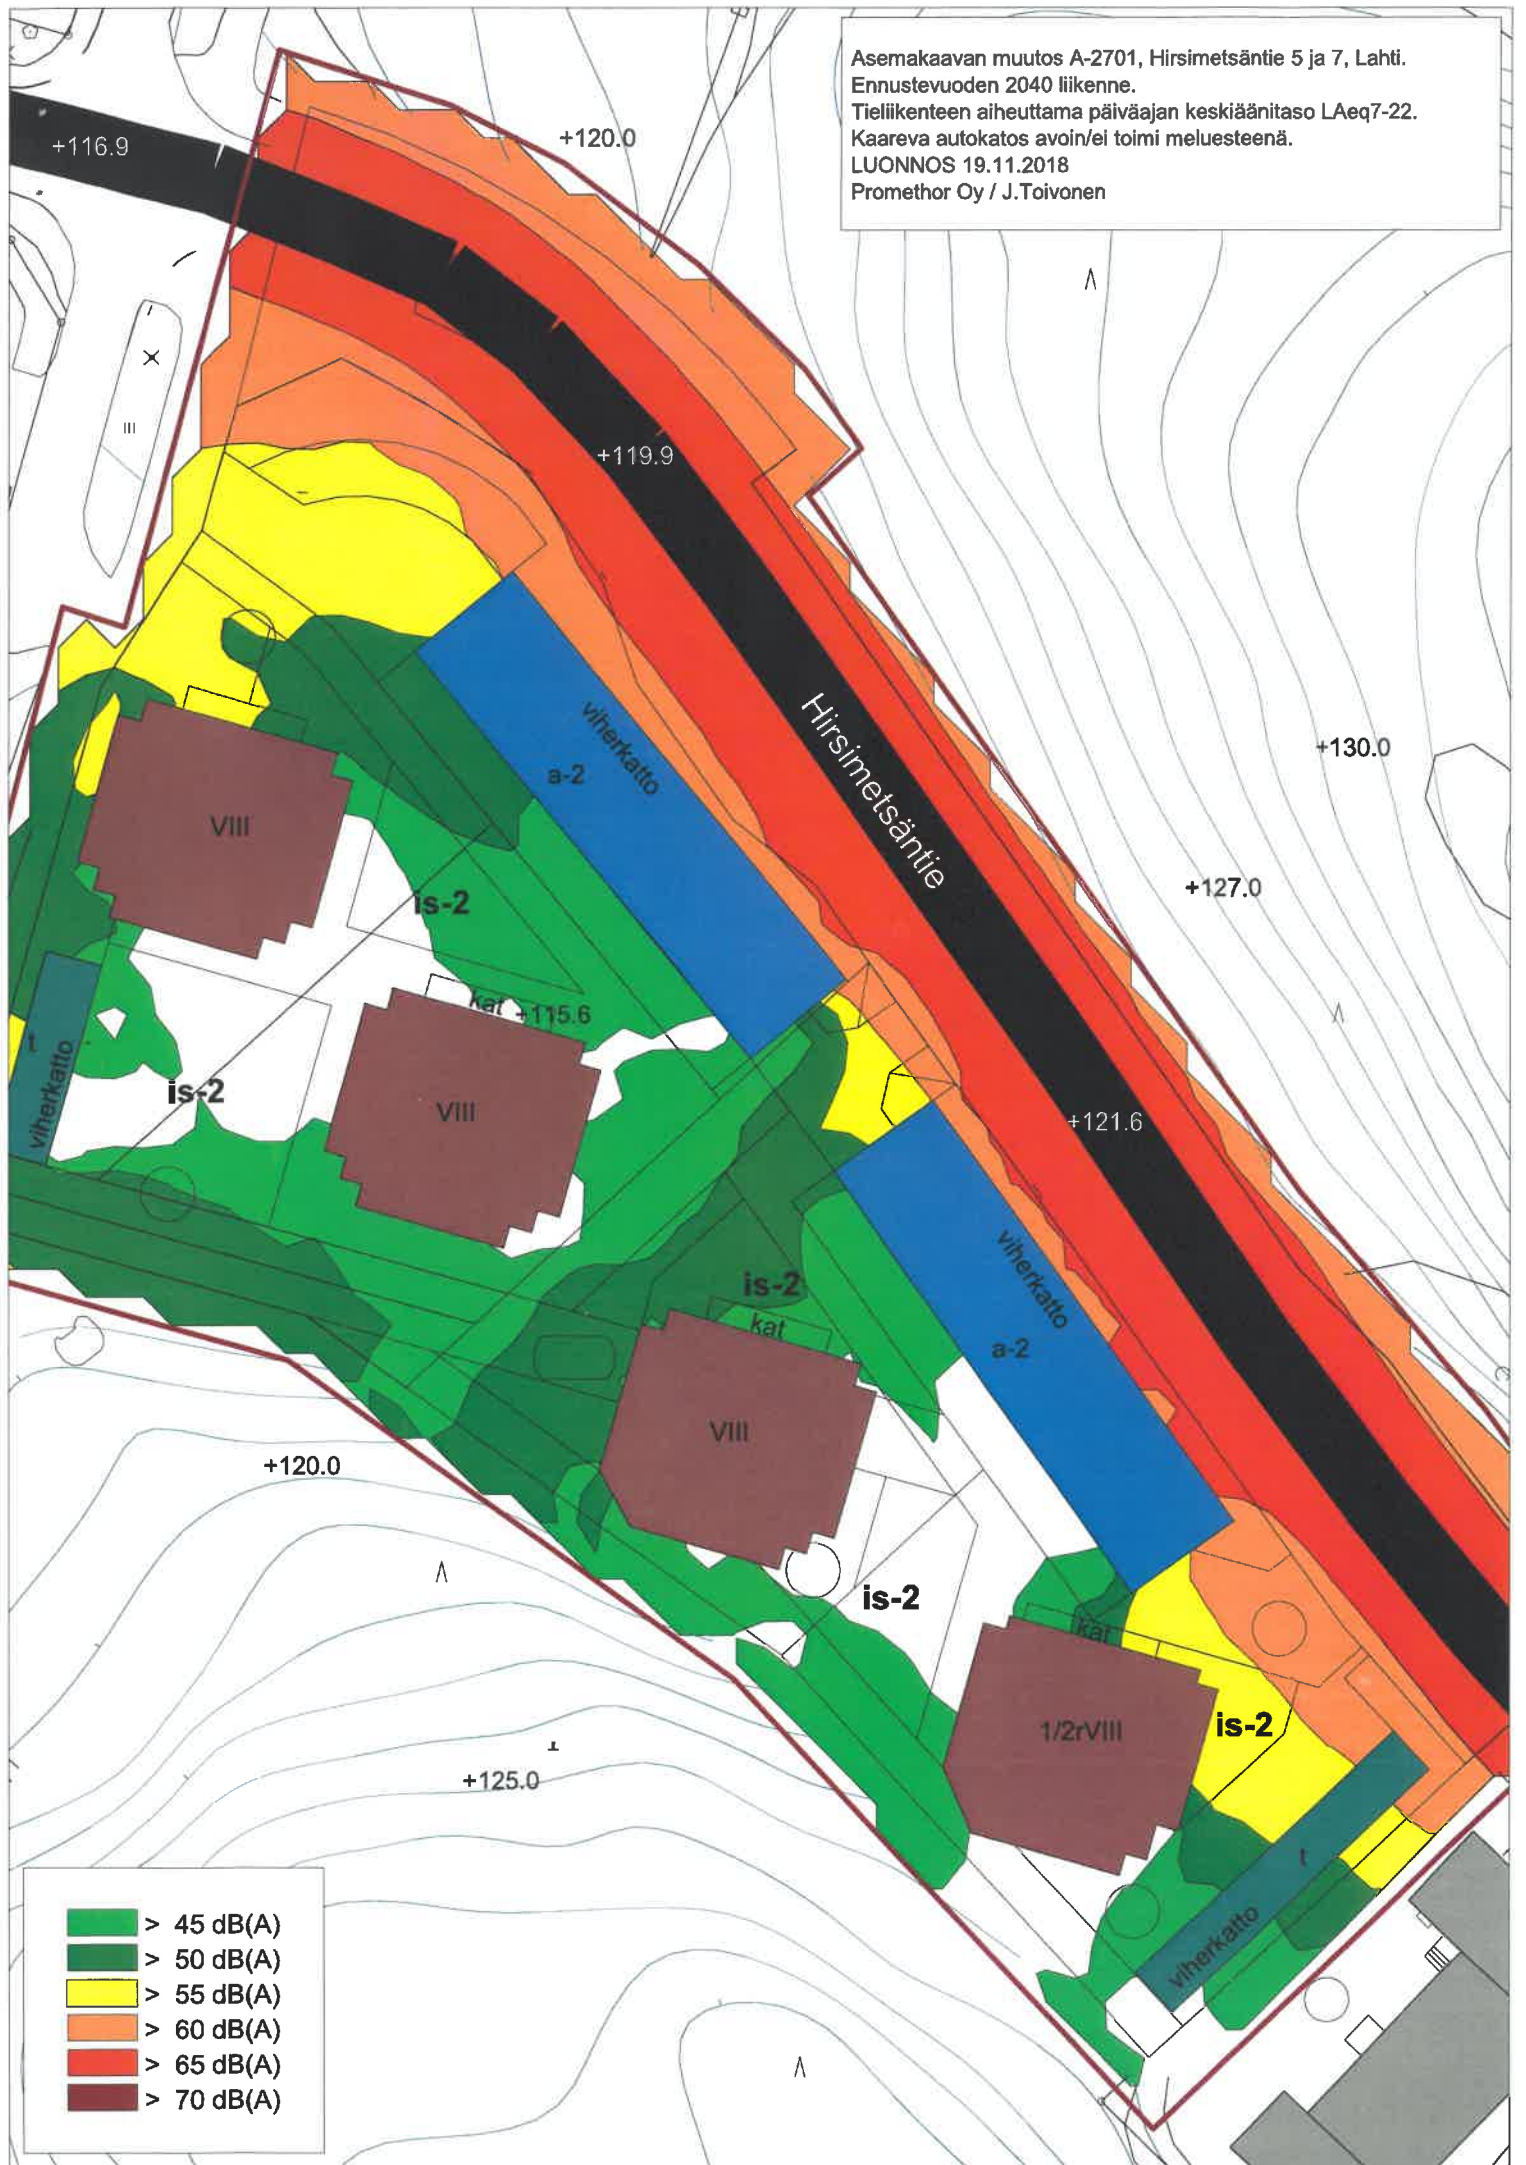 Asemakaavan muutos A-2701, Hirsimetsäntie 5 ja 7, Lahti.
Ennustevuoden 2040 liikenne.
Tieliikenteen aiheuttama päiväajan keskiäänitaso LAeq7-22.
Kaareva autokatos avoin/ei toimi meluesteenä.
LUONNOS 19.11.2018
Promethor Oy / J.Toivonen
+116.9
+120.0
III
+119.9
Hirsimetsäntie
viherkatto
a-2
+130.0
VIII
+127.0
is-2
kat
+115.6
t
viherkatto
is-2
VIII
+121.6
is-2
kat
viherkatto
a-2
VIII
+120.0
is-2
kat
1/2rVIII
is-2
+125.0
t
viherkatto
> 45 dB(A)
> 50 dB(A)
> 55 dB(A)
> 60 dB(A)
> 65 dB(A)
> 70 dB(A)